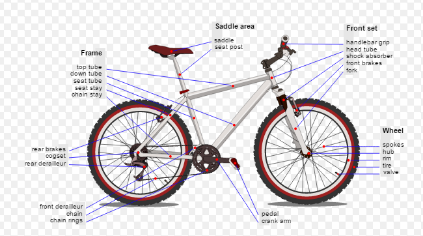 Saddle area
saddle
seat post
Front set
handlebar grip
head tube
shock absorber
front brakes
fork
Frame
top tube
down tube
seat tube
seat stay
chain stay
Wheel
spokes
hub
rim
tire
valve
rear brakes
cogset
rear derailleur
front derailleur
chain
chain rings
pedal
crank arm